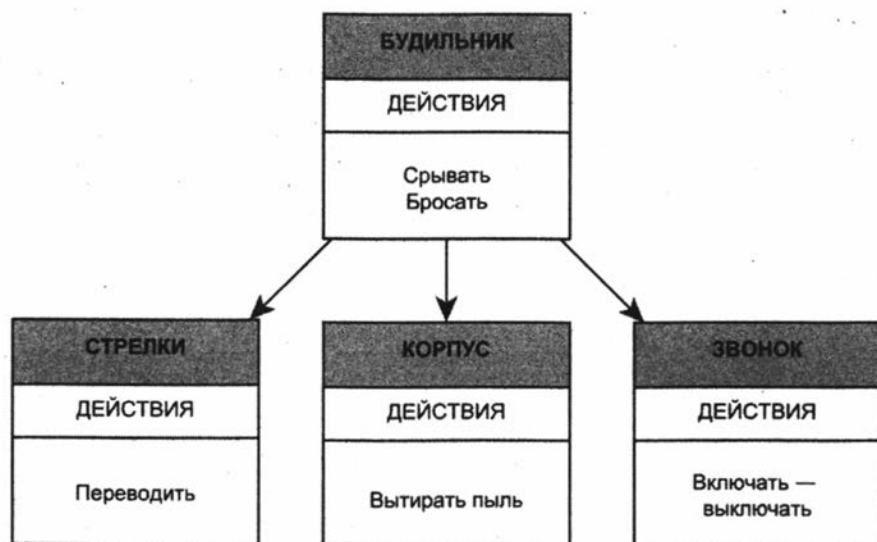 БУДИЛЬНИК
ДЕЙСТВИЯ
Срывать
Бросать
СТРЕЛКИ
ДЕЙСТВИЯ
Переводить
КОРПУС
ДЕЙСТВИЯ
Вытирать пыль
ЗВОНОК
ДЕЙСТВИЯ
Включать —
выключать